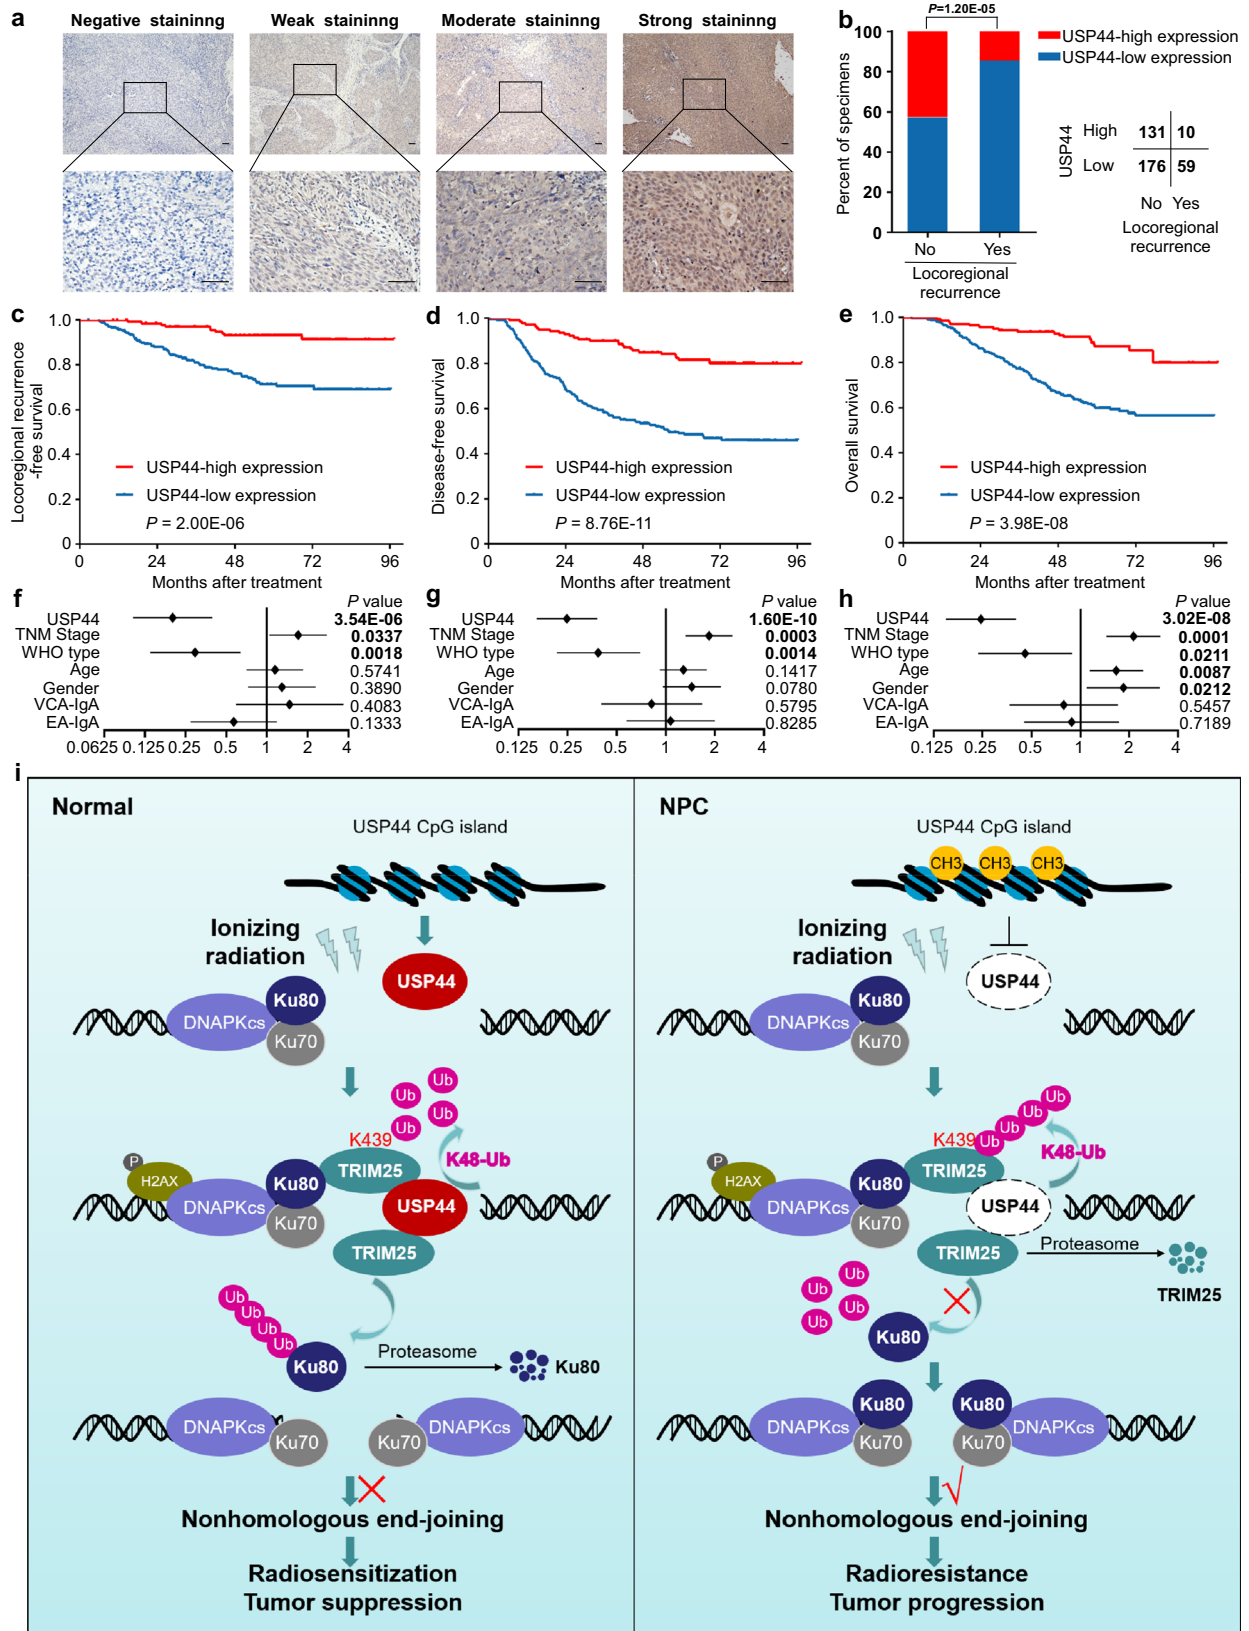 a
Negative staininng
Weak staininng
Moderate staininng
Strong staininng
b
P=1.20E-05
USP44-high expression
USP44-low expression
Percent of specimens
100
80
60
40
20
0
No
Yes
Locoregional
recurrence
USP44
High
131
10
Low
176
59
No
Yes
Locoregional
recurrence
c
Locoregional recurrence
-free survival
1.0
0.8
0.6
0.4
0.2
0
USP44-high expression
USP44-low expression
P = 2.00E-06
0
24
48
72
96
Months after treatment
d
Disease-free survival
1.0
0.8
0.6
0.4
0.2
0
USP44-high expression
USP44-low expression
P = 8.76E-11
0
24
48
72
96
Months after treatment
e
Overall survival
1.0
0.8
0.6
0.4
0.2
0
USP44-high expression
USP44-low expression
P = 3.98E-08
0
24
48
72
96
Months after treatment
f
P value
USP44 3.54E-06
TNM Stage 0.0337
WHO type 0.0018
Age 0.5741
Gender 0.3890
VCA-IgA 0.4083
EA-IgA 0.1333
0.0625 0.125 0.25 0.5 1 2 4
g
P value
USP44 1.60E-10
TNM Stage 0.0003
WHO type 0.0014
Age 0.1417
Gender 0.0780
VCA-IgA 0.5795
EA-IgA 0.8285
0.125 0.25 0.5 1 2 4
h
P value
USP44 3.02E-08
TNM Stage 0.0001
WHO type 0.0211
Age 0.0087
Gender 0.0212
VCA-IgA 0.5457
EA-IgA 0.7189
0.125 0.25 0.5 1 2 4
i
Normal
USP44 CpG island
Ionizing
radiation
USP44
Ku80
DNAPKcs
Ku70
Ub
Ub
Ub
Ub
K439
K48-Ub
TRIM25
P
H2AX
Ku80
DNAPKcs
USP44
Ku70
TRIM25
Ub
Ub
Ub
Ub
Ku80
Proteasome
Ku80
DNAPKcs
Ku70
Ku70
DNAPKcs
Nonhomologous end-joining
Radiosensitization
Tumor suppression
NPC
USP44 CpG island
CH3
CH3
CH3
Ionizing
radiation
USP44
Ku80
DNAPKcs
Ku70
Ub
Ub
Ub
Ub
K439
K48-Ub
TRIM25
P
H2AX
Ku80
DNAPKcs
USP44
Ku70
TRIM25
Proteasome
TRIM25
Ub
Ub
Ub
Ub
Ku80
Ku80
Ku80
DNAPKcs
DNAPKcs
Ku70
Ku70
Nonhomologous end-joining
Radioresistance
Tumor progression